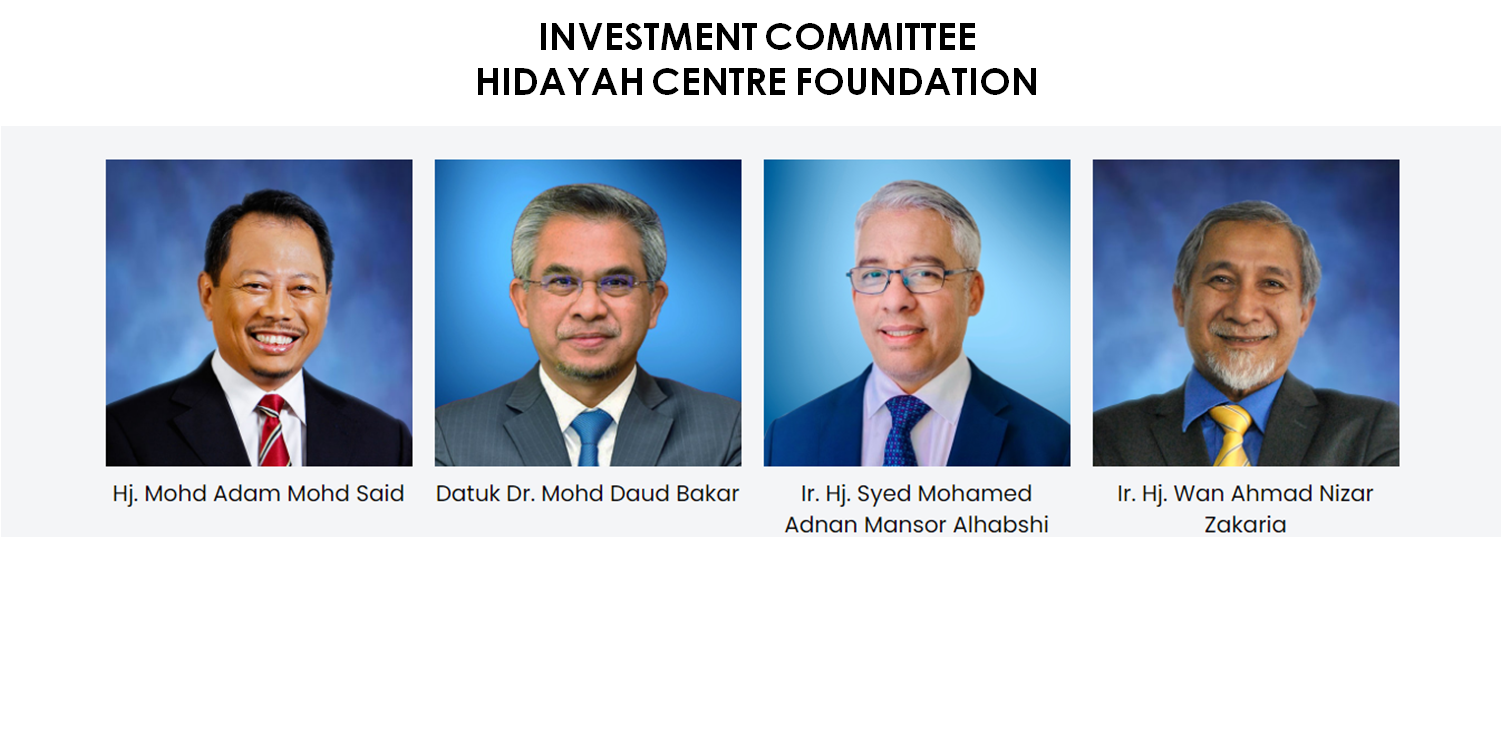 INVESTMENT COMMITTEE
HIDAYAH CENTRE FOUNDATION
Hj. Mohd Adam Mohd Said
Datuk Dr. Mohd Daud Bakar
Ir. Hj. Syed Mohamed
Adnan Mansor Alhabshi
Ir. Hj. Wan Ahmad Nizar
Zakaria